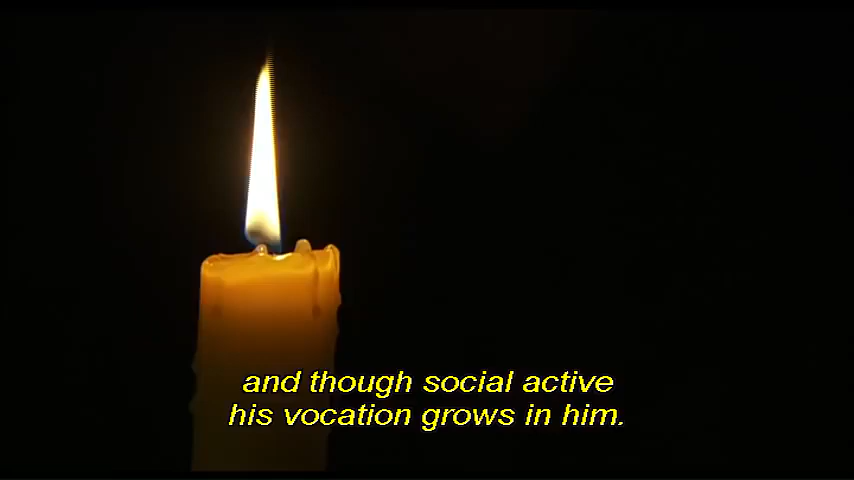 and though social active
his vocation grows in him.